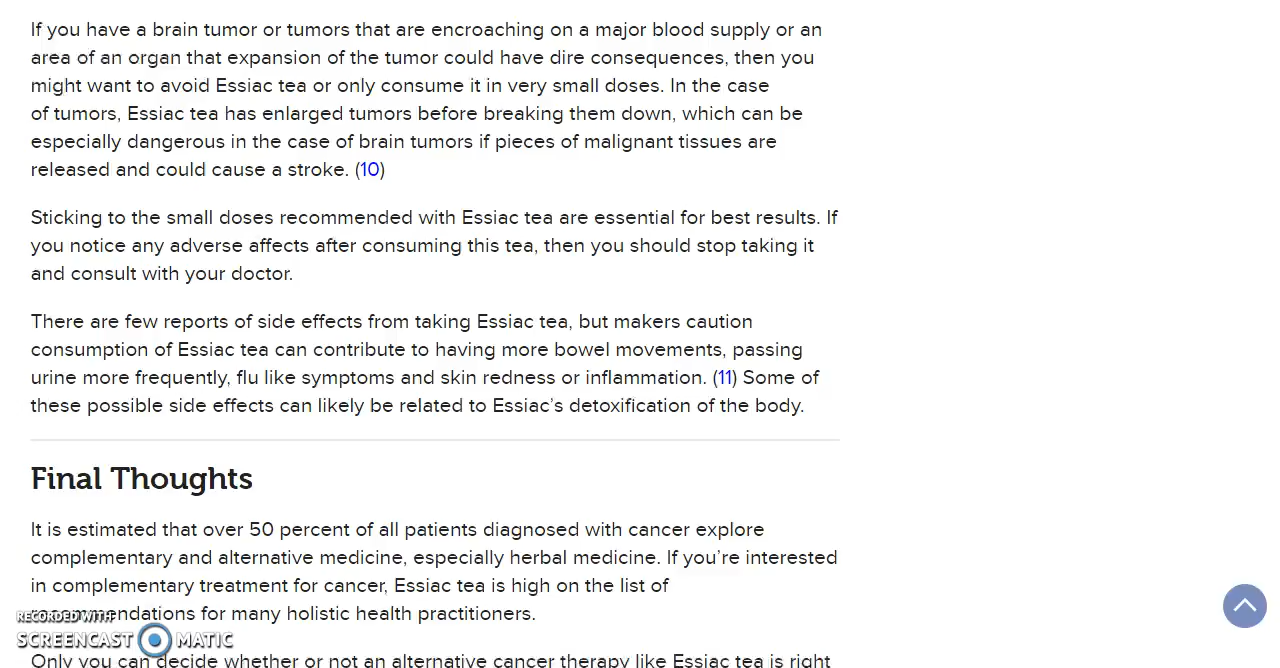 If you have a brain tumor or tumors that are encroaching on a major blood supply or an
area of an organ that expansion of the tumor could have dire consequences, then you
might want to avoid Essiac tea or only consume it in very small doses. In the case
of tumors, Essiac tea has enlarged tumors before breaking them down, which can be
especially dangerous in the case of brain tumors if pieces of malignant tissues are
released and could cause a stroke. (10)
Sticking to the small doses recommended with Essiac tea are essential for best results. If
you notice any adverse affects after consuming this tea, then you should stop taking it
and consult with your doctor.
There are few reports of side effects from taking Essiac tea, but makers caution
consumption of Essiac tea can contribute to having more bowel movements, passing
urine more frequently, flu like symptoms and skin redness or inflammation. (11) Some of
these possible side effects can likely be related to Essiac’s detoxification of the body.
Final Thoughts
It is estimated that over 50 percent of all patients diagnosed with cancer explore
complementary and alternative medicine, especially herbal medicine. If you’re interested
in complementary treatment for cancer, Essiac tea is high on the list of
recommendations for many holistic health practitioners.
RECORDED WITH
SCREENCAST MATIC
Only you can decide whether or not an alternative cancer therapy like Essiac tea is right